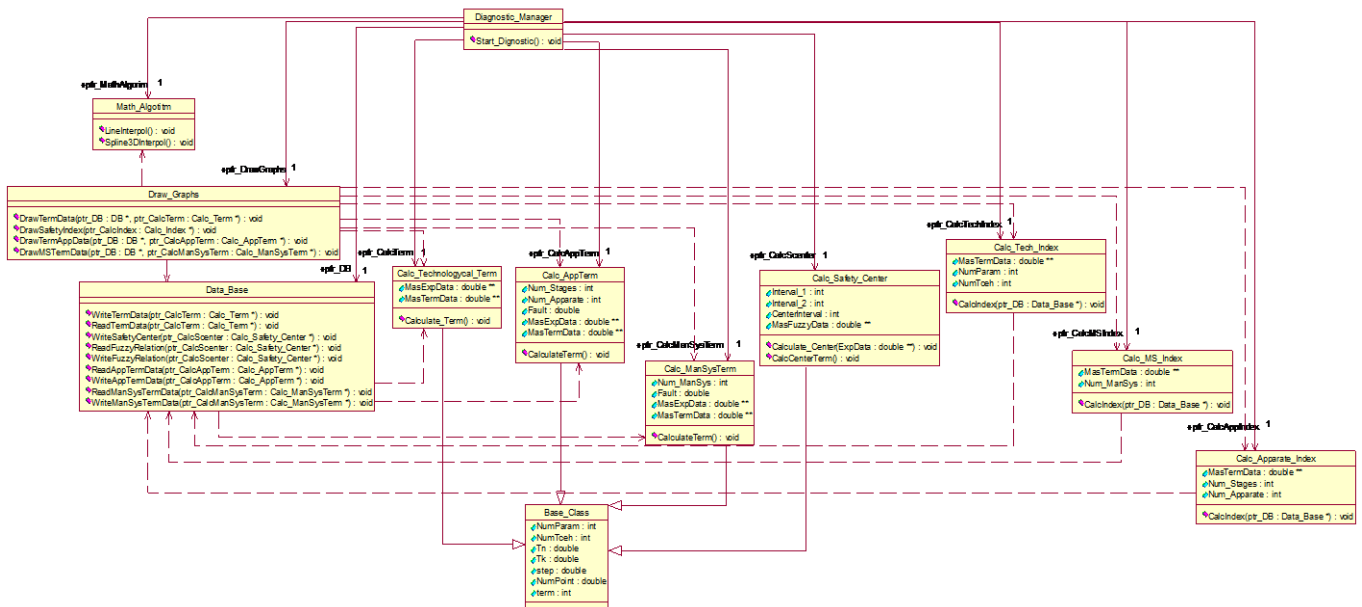 Diagnostic_Manager
Start_Dignostic() : void
ptr_MathAlgorim 1
Math_Algotitm
LineInterpol() : void
Spline3DInterpol() : void
ptr_DrawGraphs 1
Draw_Graphs
DrawTermData(ptr_DB : DB *, ptr_CalcTerm : Calc_Term *) : void
DrawSafetyIndex(ptr_CalcIndex : Calc_Index *) : void
DrawTermAppData(ptr_DB : DB *, ptr_CalcAppTerm : Calc_AppTerm *) : void
DrawMSTermData(ptr_DB : DB *, ptr_CalcManSysTerm : Calc_ManSysTerm *) : void
ptr_DB 1
Data_Base
WriteTermData(ptr_CalcTerm : Calc_Term *) : void
ReadTermData(ptr_CalcTerm : Calc_Term *) : void
WriteSafetyCenter(ptr_CalcScenter : Calc_Safety_Center *) : void
ReadFuzzyRelation(ptr_CalcScenter : Calc_Safety_Center *) : void
WriteFuzzyRelation(ptr_CalcScenter : Calc_Safety_Center *) : void
ReadAppTermData(ptr_CalcAppTerm : Calc_AppTerm *) : void
WriteAppTermData(ptr_CalcAppTerm : Calc_AppTerm *) : void
ReadManSysTermData(ptr_CalcManSysTerm : Calc_ManSysTerm *) : void
WriteManSysTermData(ptr_CalcManSysTerm : Calc_ManSysTerm *) : void
ptr_CalcTerm 1
Calc_Technologycal_Term
MasExpData : double **
MasTermData : double **
Calculate_Term() : void
ptr_CalcAppTerm 1
Calc_AppTerm
Num_Stages : int
Num_Apparate : int
Fault : double
MasExpData : double **
MasTermData : double **
CalculateTerm() : void
ptr_CalcManSysTerm 1
Calc_ManSysTerm
Num_ManSys : int
Fault : double
MasExpData : double **
MasTermData : double **
CalculateTerm() : void
ptr_CalcScenter 1
Calc_Safety_Center
Interval_1 : int
Interval_2 : int
CenterInterval : int
MasFuzzyData : double **
Calculate_Center(ExpData : double **) : void
CalcCenterTerm() : void
ptr_CalcTechIndex 1
Calc_Tech_Index
MasTermData : double **
NumParam : int
NumTceh : int
CalcIndex(ptr_DB : Data_Base *) : void
ptr_CalcMSIndex 1
Calc_MS_Index
MasTermData : double **
Num_ManSys : int
CalcIndex(ptr_DB : Data_Base *) : void
ptr_CalcAppIndex 1
Calc_Apparate_Index
MasTermData : double **
Num_Stages : int
Num_Apparate : int
CalcIndex(ptr_DB : Data_Base *) : void
Base_Class
NumParam : int
NumTceh : int
Tn : double
Tk : double
step : double
NumPoint : double
term : int